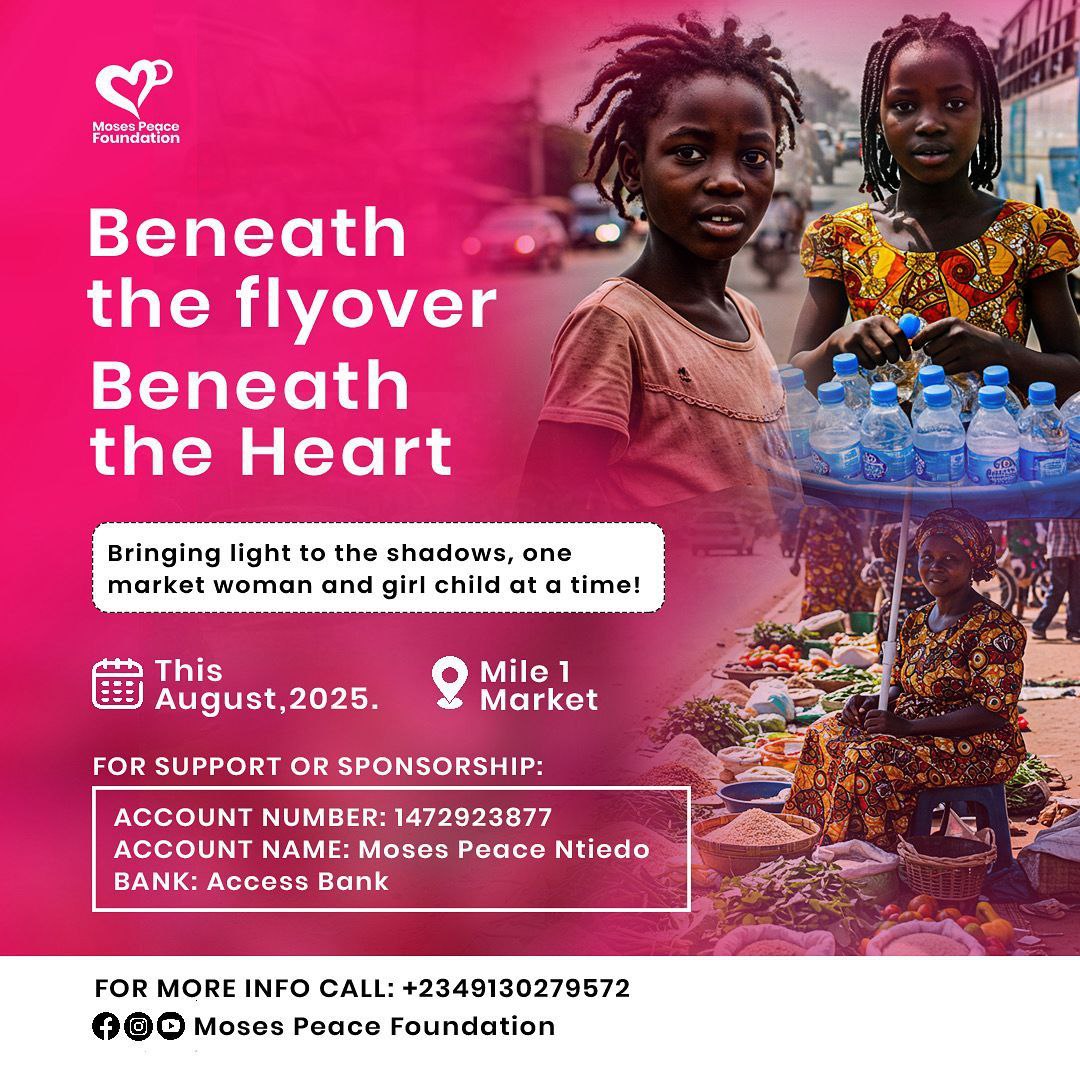 Moses Peace
Foundation
Beneath
the flyover
Beneath
the Heart
Bringing light to the shadows, one
market woman and girl child at a time!
This
August,2025.
Mile 1
Market
FOR SUPPORT OR SPONSORSHIP:
ACCOUNT NUMBER: 1472923877
ACCOUNT NAME: Moses Peace Ntiedo
BANK: Access Bank
FOR MORE INFO CALL: +2349130279572
Moses Peace Foundation